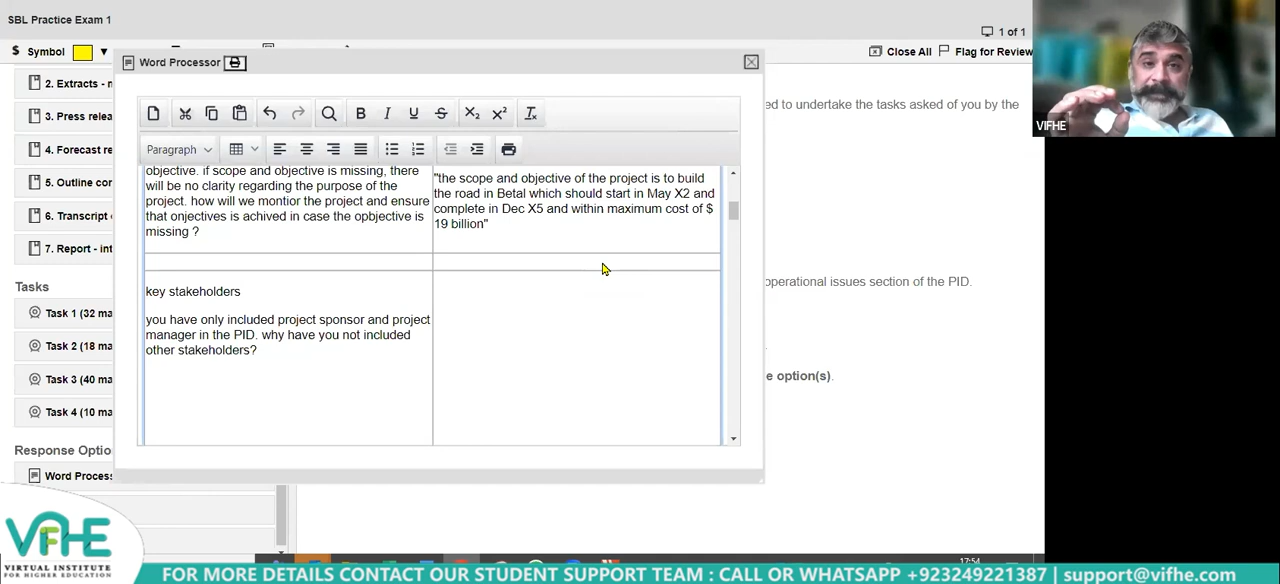 SBL Practice Exam 1
1 of 1
$ Symbol
Close All
Flag for Review
Word Processor
VIFHE
2. Extracts - 
3. Press relea
4. Forecast re
5. Outline cor
6. Transcript
7. Report - int
Tasks
Task 1 (32 ma
Task 2 (18 ma
Task 3 (40 ma
Task 4 (10 ma
Response Optio
Word Process
Paragraph
objective. if scope and objective is missing, there
will be no clarity regarding the purpose of the
project. how will we montior the project and ensure
that onjectives is achived in case the opbjective is
missing ?
"the scope and objective of the project is to build
the road in Betal which should start in May X2 and
complete in Dec X5 and within maximum cost of $
19 billion"
key stakeholders
you have only included project sponsor and project
manager in the PID. why have you not included
other stakeholders?
ed to undertake the tasks asked of you by the
operational issues section of the PID.
e option(s).
17:54
VIFHE
VIRTUAL INSTITUTE
FOR HIGHER EDUCATION
FOR MORE DETAILS CONTACT OUR STUDENT SUPPORT TEAM : CALL OR WHATSAPP +923249221387 | support@vifhe.com